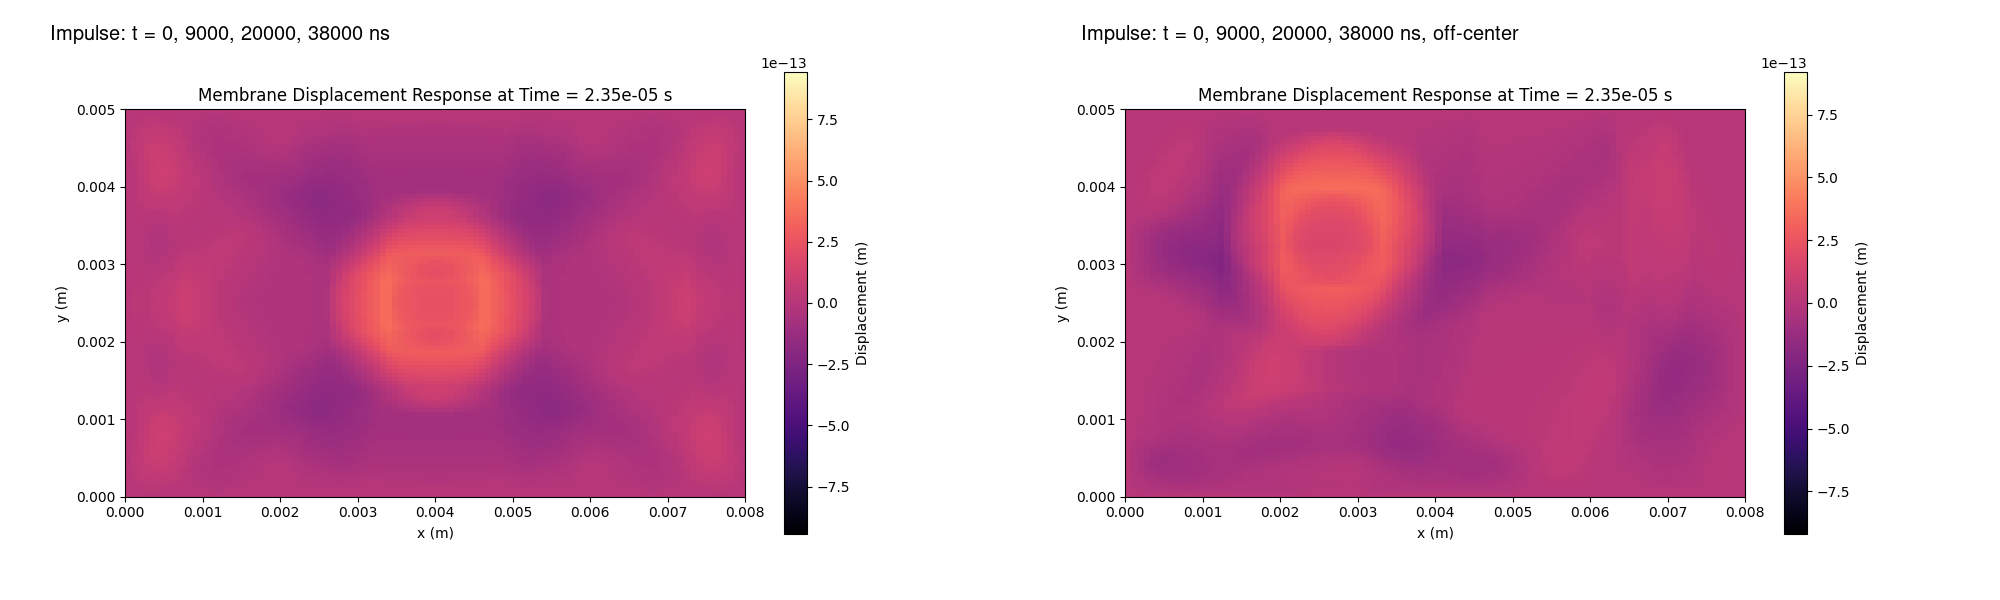 Impulse: t = 0, 9000, 20000, 38000 ns
1e−13
Membrane Displacement Response at Time = 2.35e-05 s
0.005
0.004
0.003
0.002
0.001
0.000
y (m)
0.000 0.001 0.002 0.003 0.004 0.005 0.006 0.007 0.008
x (m)
7.5
5.0
2.5
0.0
−2.5
−5.0
−7.5
Displacement (m)
Impulse: t = 0, 9000, 20000, 38000 ns, off-center
1e−13
Membrane Displacement Response at Time = 2.35e-05 s
0.005
0.004
0.003
0.002
0.001
0.000
y (m)
0.000 0.001 0.002 0.003 0.004 0.005 0.006 0.007 0.008
x (m)
7.5
5.0
2.5
0.0
−2.5
−5.0
−7.5
Displacement (m)